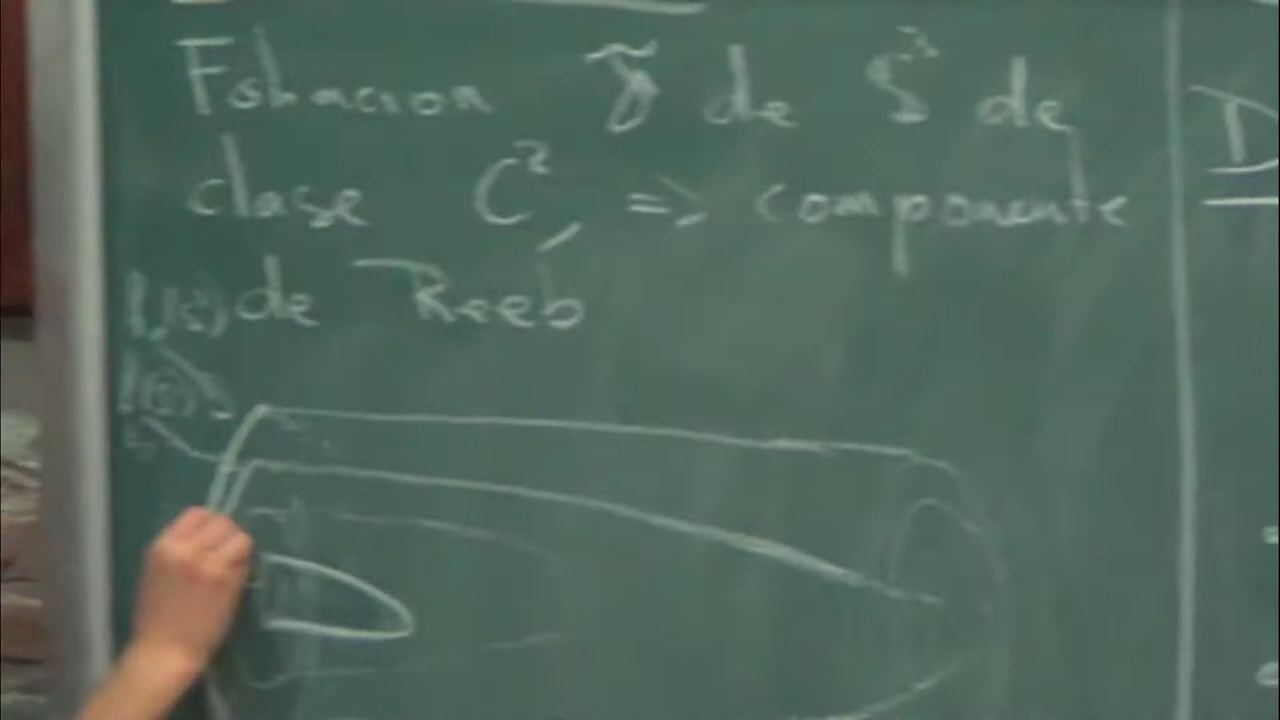 Foliacion F de S³ de
clase C², => componente
de Reeb
D